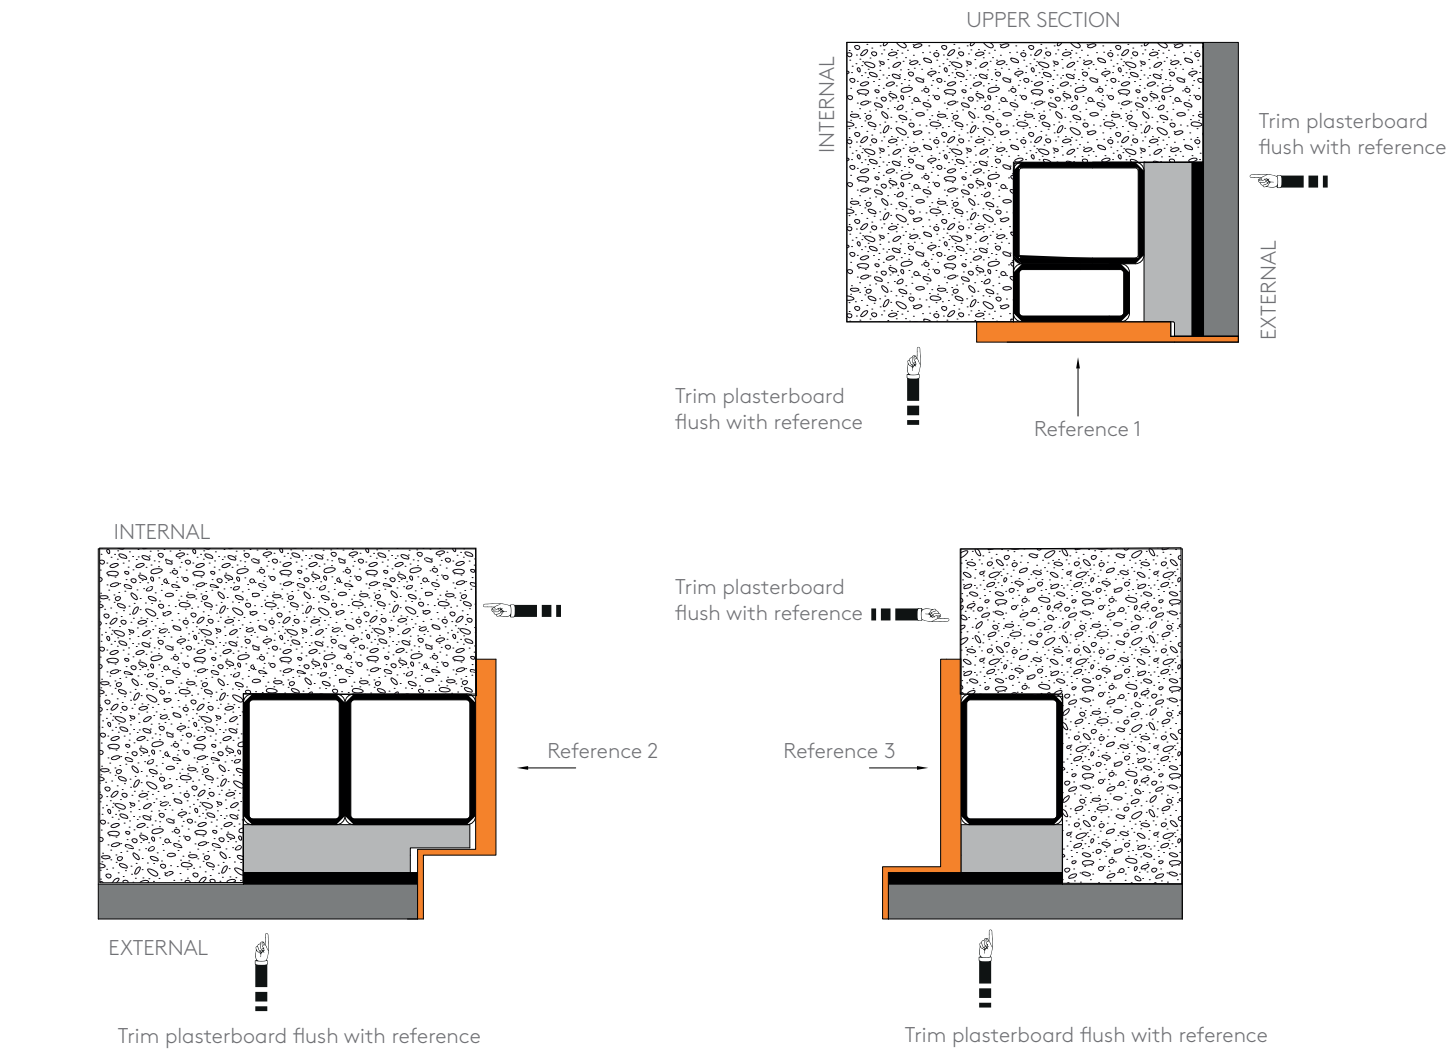 UPPER SECTION
INTERNAL
Trim plasterboard
flush with reference
EXTERNAL
Trim plasterboard
flush with reference
Reference 1
INTERNAL
Trim plasterboard
flush with reference
Reference 2
Reference 3
EXTERNAL
Trim plasterboard flush with reference
Trim plasterboard flush with reference